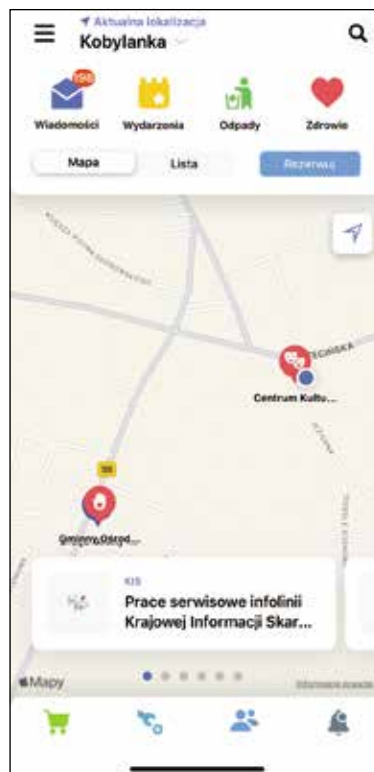 Aktualna lokalizacja
Kobylanka
198
Wiadomości
Wydarzenia
Odpady
Zdrowie
Mapa
Lista
Rezerwuj
Centrum Kultu...
Gminny Ośrod...
KIS
Prace serwisowe infolinii
Krajowej Informacji Skar...
Mapy